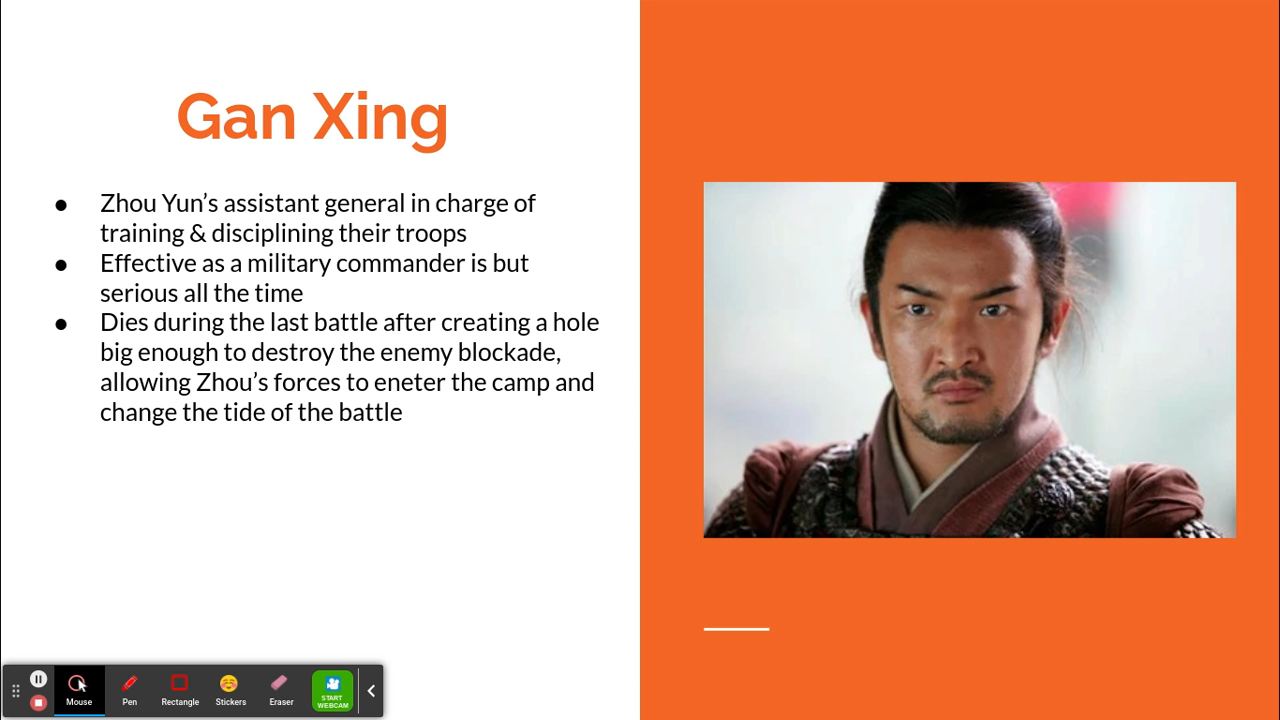 Gan Xing
● Zhou Yun’s assistant general in charge of
training & disciplining their troops
● Effective as a military commander is but
serious all the time
● Dies during the last battle after creating a hole
big enough to destroy the enemy blockade,
allowing Zhou’s forces to eneter the camp and
change the tide of the battle
Mouse Pen Rectangle Stickers Eraser START
WEBCAM